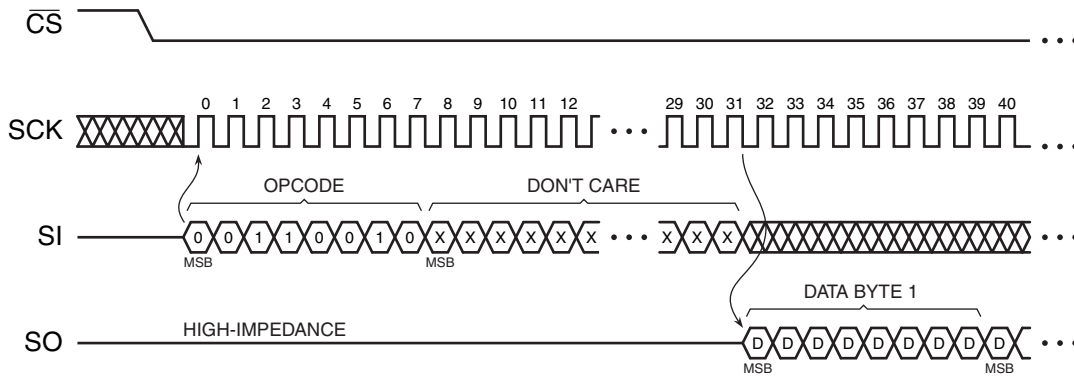 CS
0 1 2 3 4 5 6 7 8 9 10 11 12 29 30 31 32 33 34 35 36 37 38 39 40
SCK
OPCODE DON'T CARE
SI 0 0 1 1 0 0 1 0 X X X X X X X X X
MSB MSB
DATA BYTE 1
HIGH-IMPEDANCE
SO D D D D D D D D D
MSB MSB